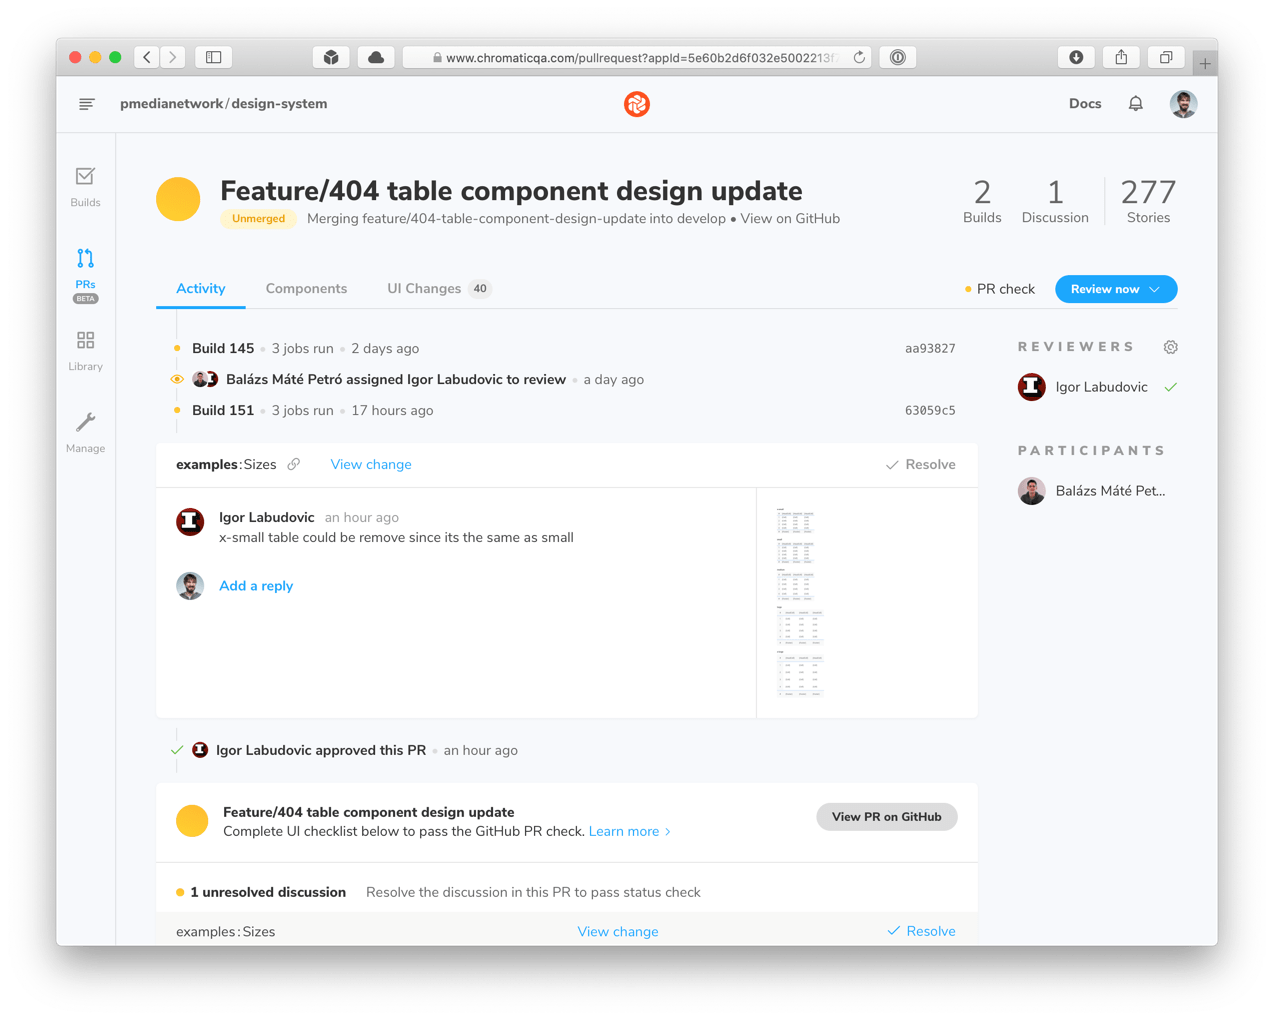 www.chromaticqa.com/pullrequest?appId=5e60b2d6f032e5002213f
pmedianetwork/design-system
Docs
Builds
PRs
BETA
Library
Manage
Feature/404 table component design update
Unmerged Merging feature/404-table-component-design-update into develop • View on GitHub
2 Builds
1 Discussion
277 Stories
Activity Components UI Changes 40
PR check Review now
Build 145 • 3 jobs run • 2 days ago aa93827
Balázs Máté Petró assigned Igor Labudovic to review • a day ago
Build 151 • 3 jobs run • 17 hours ago 63059c5
REVIEWERS
Igor Labudovic
PARTICIPANTS
Balázs Máté Pet...
examples:Sizes View change Resolve
Igor Labudovic an hour ago
x-small table could be remove since its the same as small
Add a reply
Igor Labudovic approved this PR • an hour ago
Feature/404 table component design update
Complete UI checklist below to pass the GitHub PR check. Learn more
View PR on GitHub
1 unresolved discussion Resolve the discussion in this PR to pass status check
examples:Sizes View change Resolve